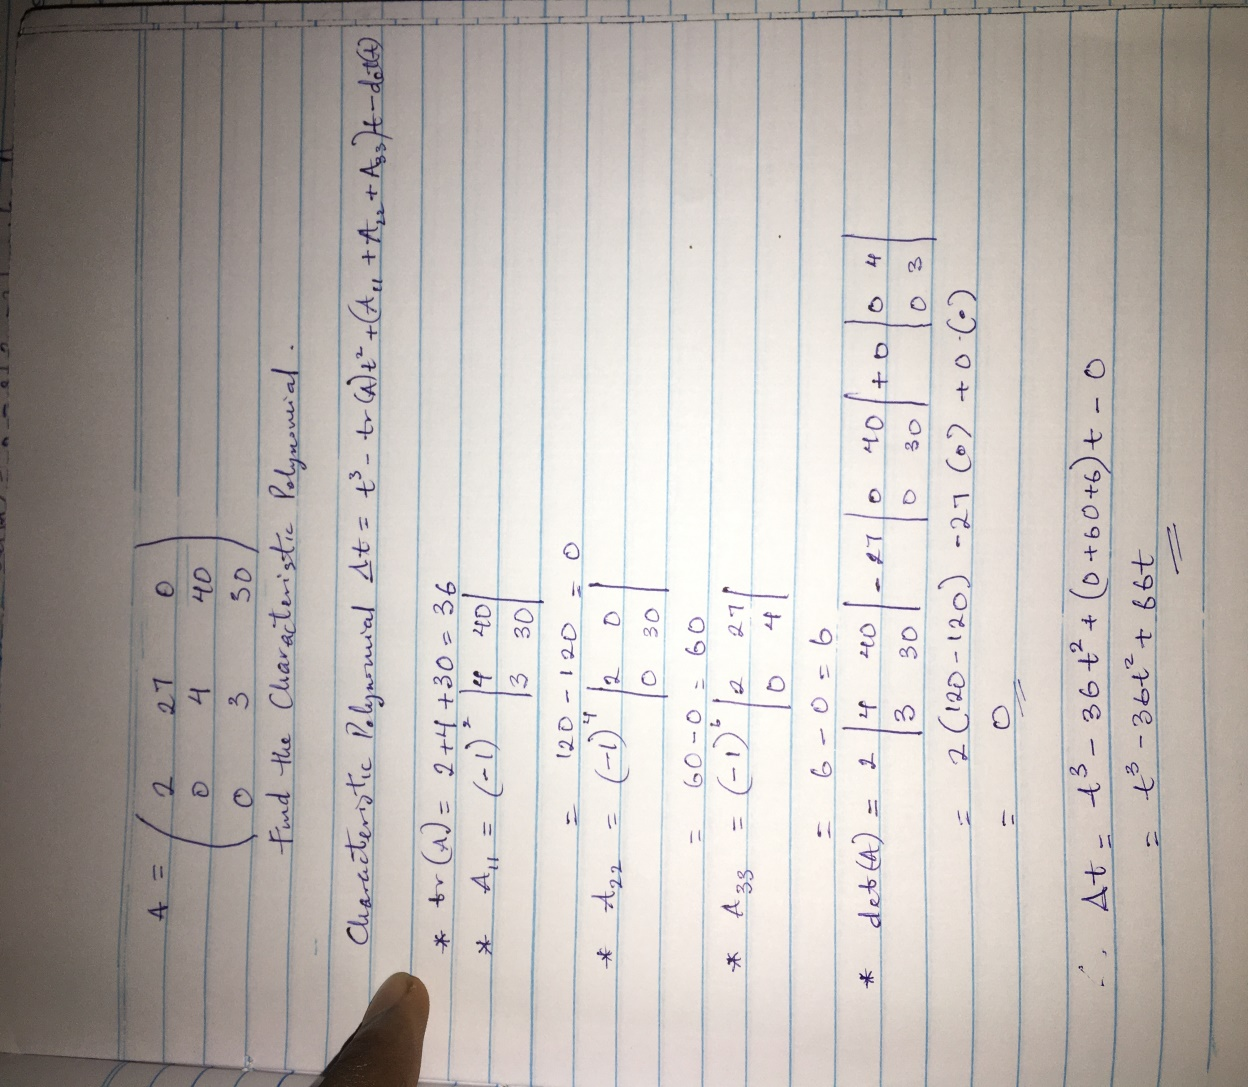 A = ( 2 27 0
0 4 40
0 3 30 )
Find the Characteristic Polynomial.
Characteristic Polynomial Δt = t³ - tr(A)t² + (A₁₁ + A₂₂ + A₃₃)t - det(A)
* tr(A) = 2+4+30 = 36
* A₁₁ = (-1)² |4 40|
|3 30|
= 120 - 120 = 0
* A₂₂ = (-1)⁴ |2 0|
|0 30|
= 60 - 0 = 60
* A₃₃ = (-1)⁶ |2 27|
|0 4|
= 6 - 0 = 6
* det(A) = 2 |4 40| - 27 |0 40| + 0 |0 4|
|3 30| |0 30| |0 3|
= 2(120-120) - 27(0) + 0·(0)
= 0
∴ Δt = t³ - 36t² + (0+60+6)t - 0
= t³ - 36t² + 66t